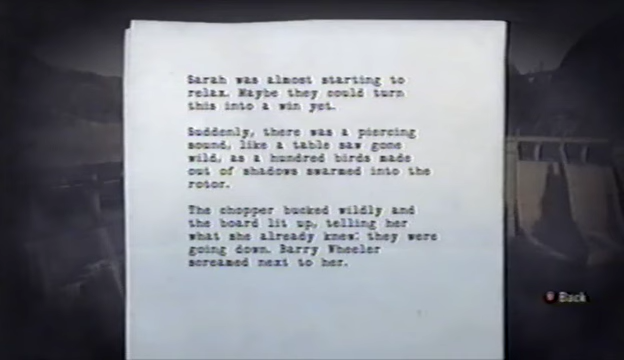 Sarah was almost starting to
relax. Maybe they could turn
this into a win yet.
Suddenly, there was a piercing
sound, like a table saw gone
wild, as a hundred birds made
out of shadows swarmed into the
rotor.
The chopper bucked wildly and
the board lit up, telling her
what she already knew: they were
going down. Barry Wheeler
screamed next to her.
Back